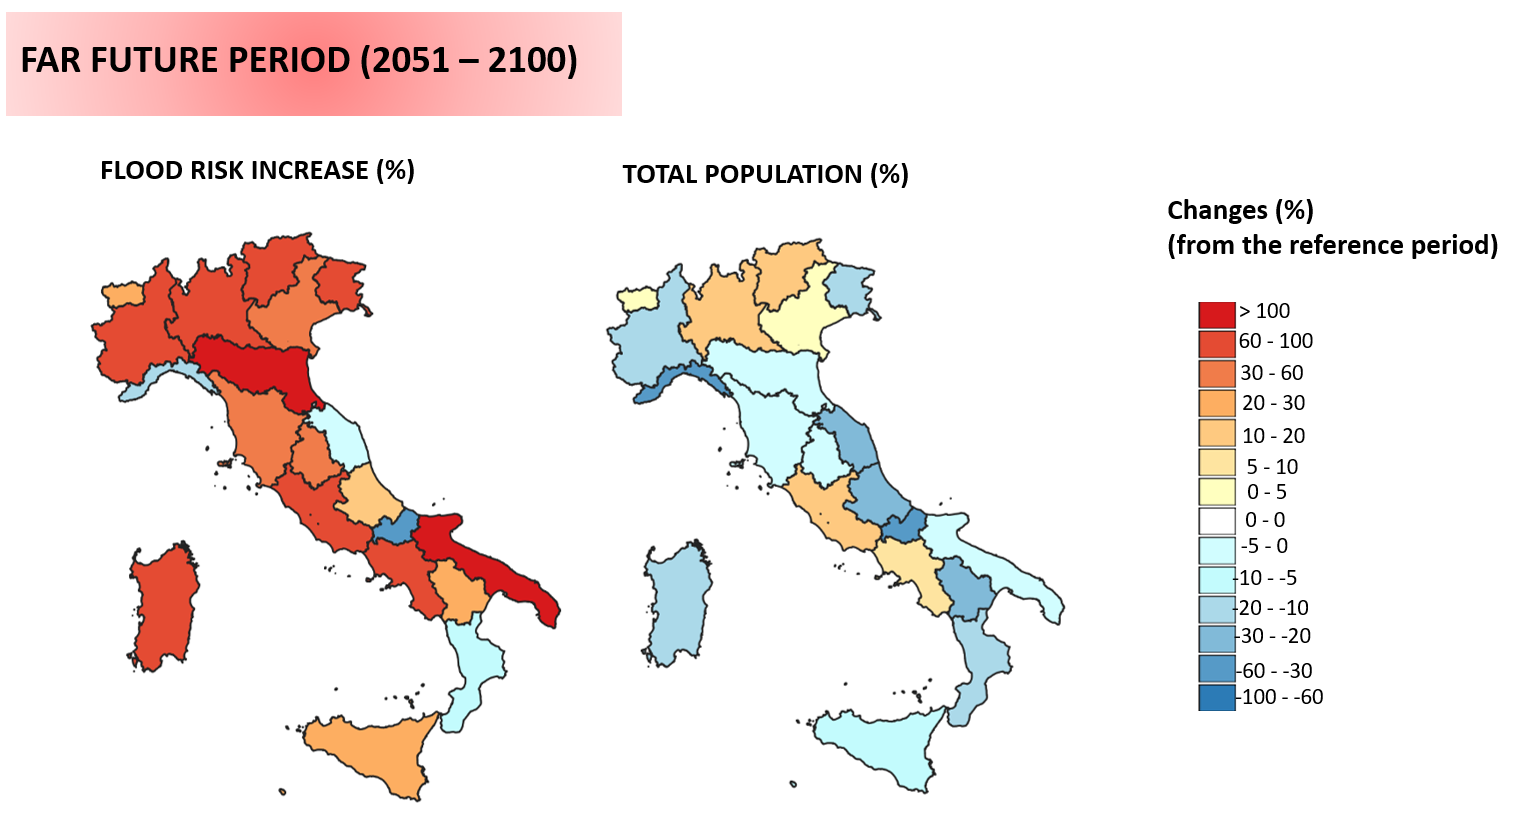 FAR FUTURE PERIOD (2051 – 2100)
FLOOD RISK INCREASE (%)
TOTAL POPULATION (%)
Changes (%)
(from the reference period)
> 100
60 - 100
30 - 60
20 - 30
10 - 20
5 - 10
0 - 5
0 - 0
-5 - 0
-10 - -5
-20 - -10
-30 - -20
-60 - -30
-100 - -60